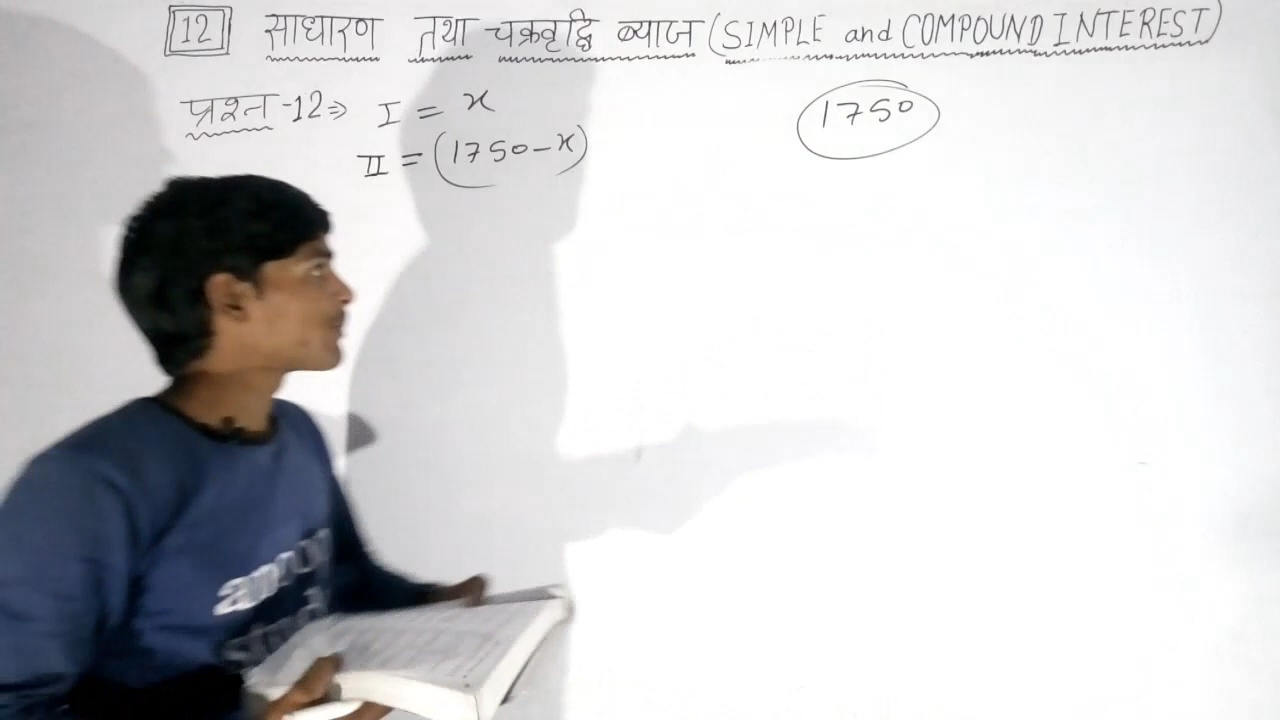 12 साधारण तथा चक्रवृद्धि ब्याज (SIMPLE and COMPOUND INTEREST)
प्रश्न-12⇒ I = x
1750
II = (1750-x)